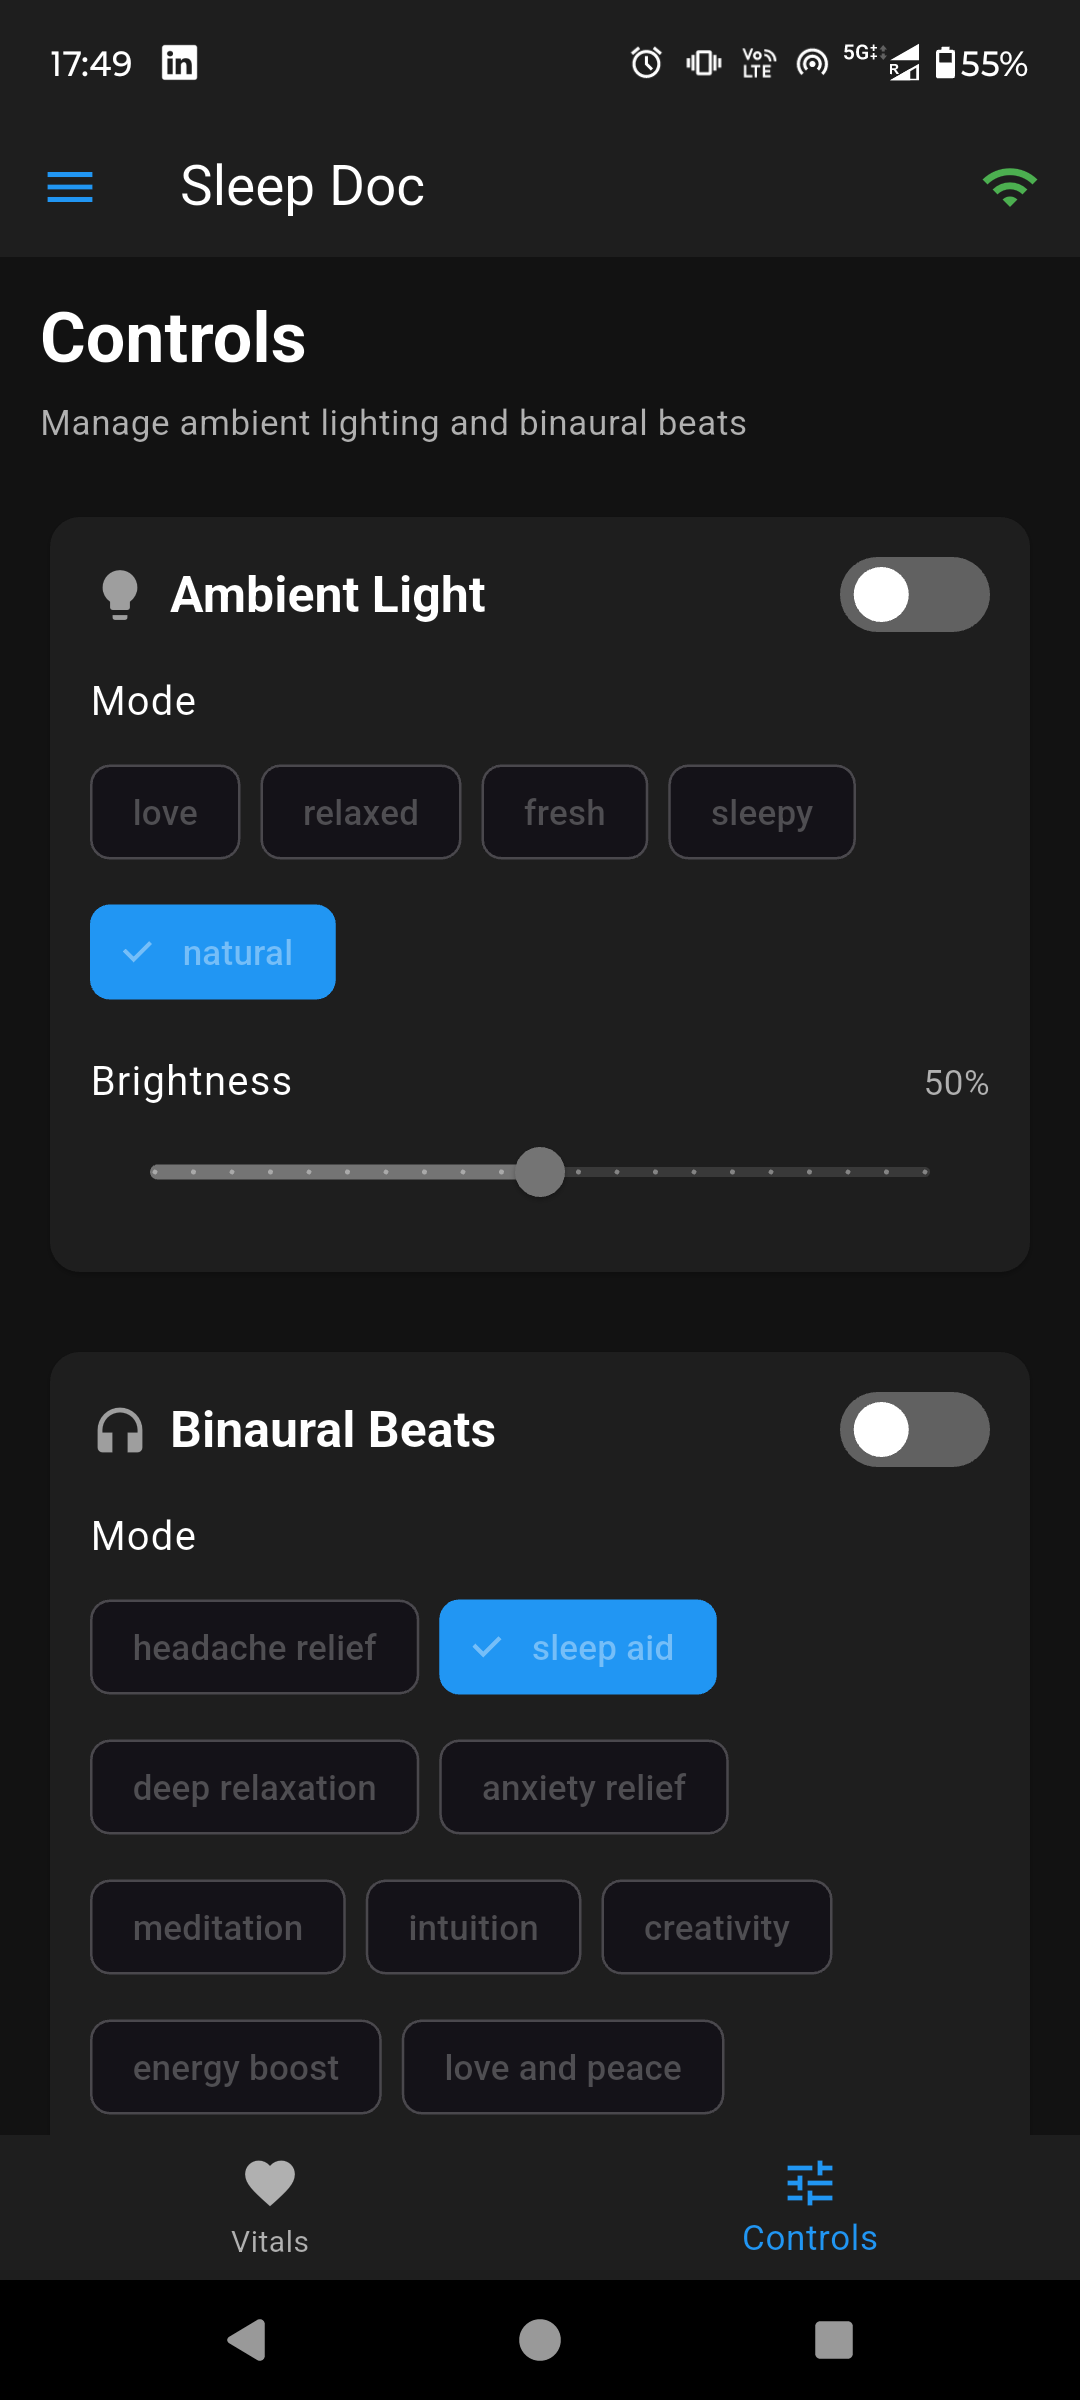 17:49 in VoLTE 5G R 55%
Sleep Doc
Controls
Manage ambient lighting and binaural beats
Ambient Light
Mode
love relaxed fresh sleepy
natural
Brightness 50%
Binaural Beats
Mode
headache relief sleep aid
deep relaxation anxiety relief
meditation intuition creativity
energy boost love and peace
Vitals Controls